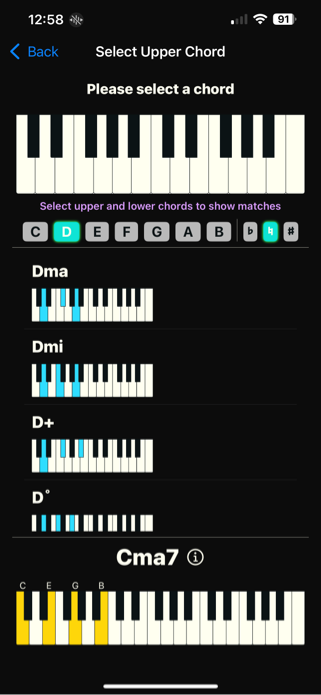 12:58
91
Back
Select Upper Chord
Please select a chord
Select upper and lower chords to show matches
C D E F G A B ♭ ♮ ♯
Dma
Dmi
D+
D°
Cma7
C E G B